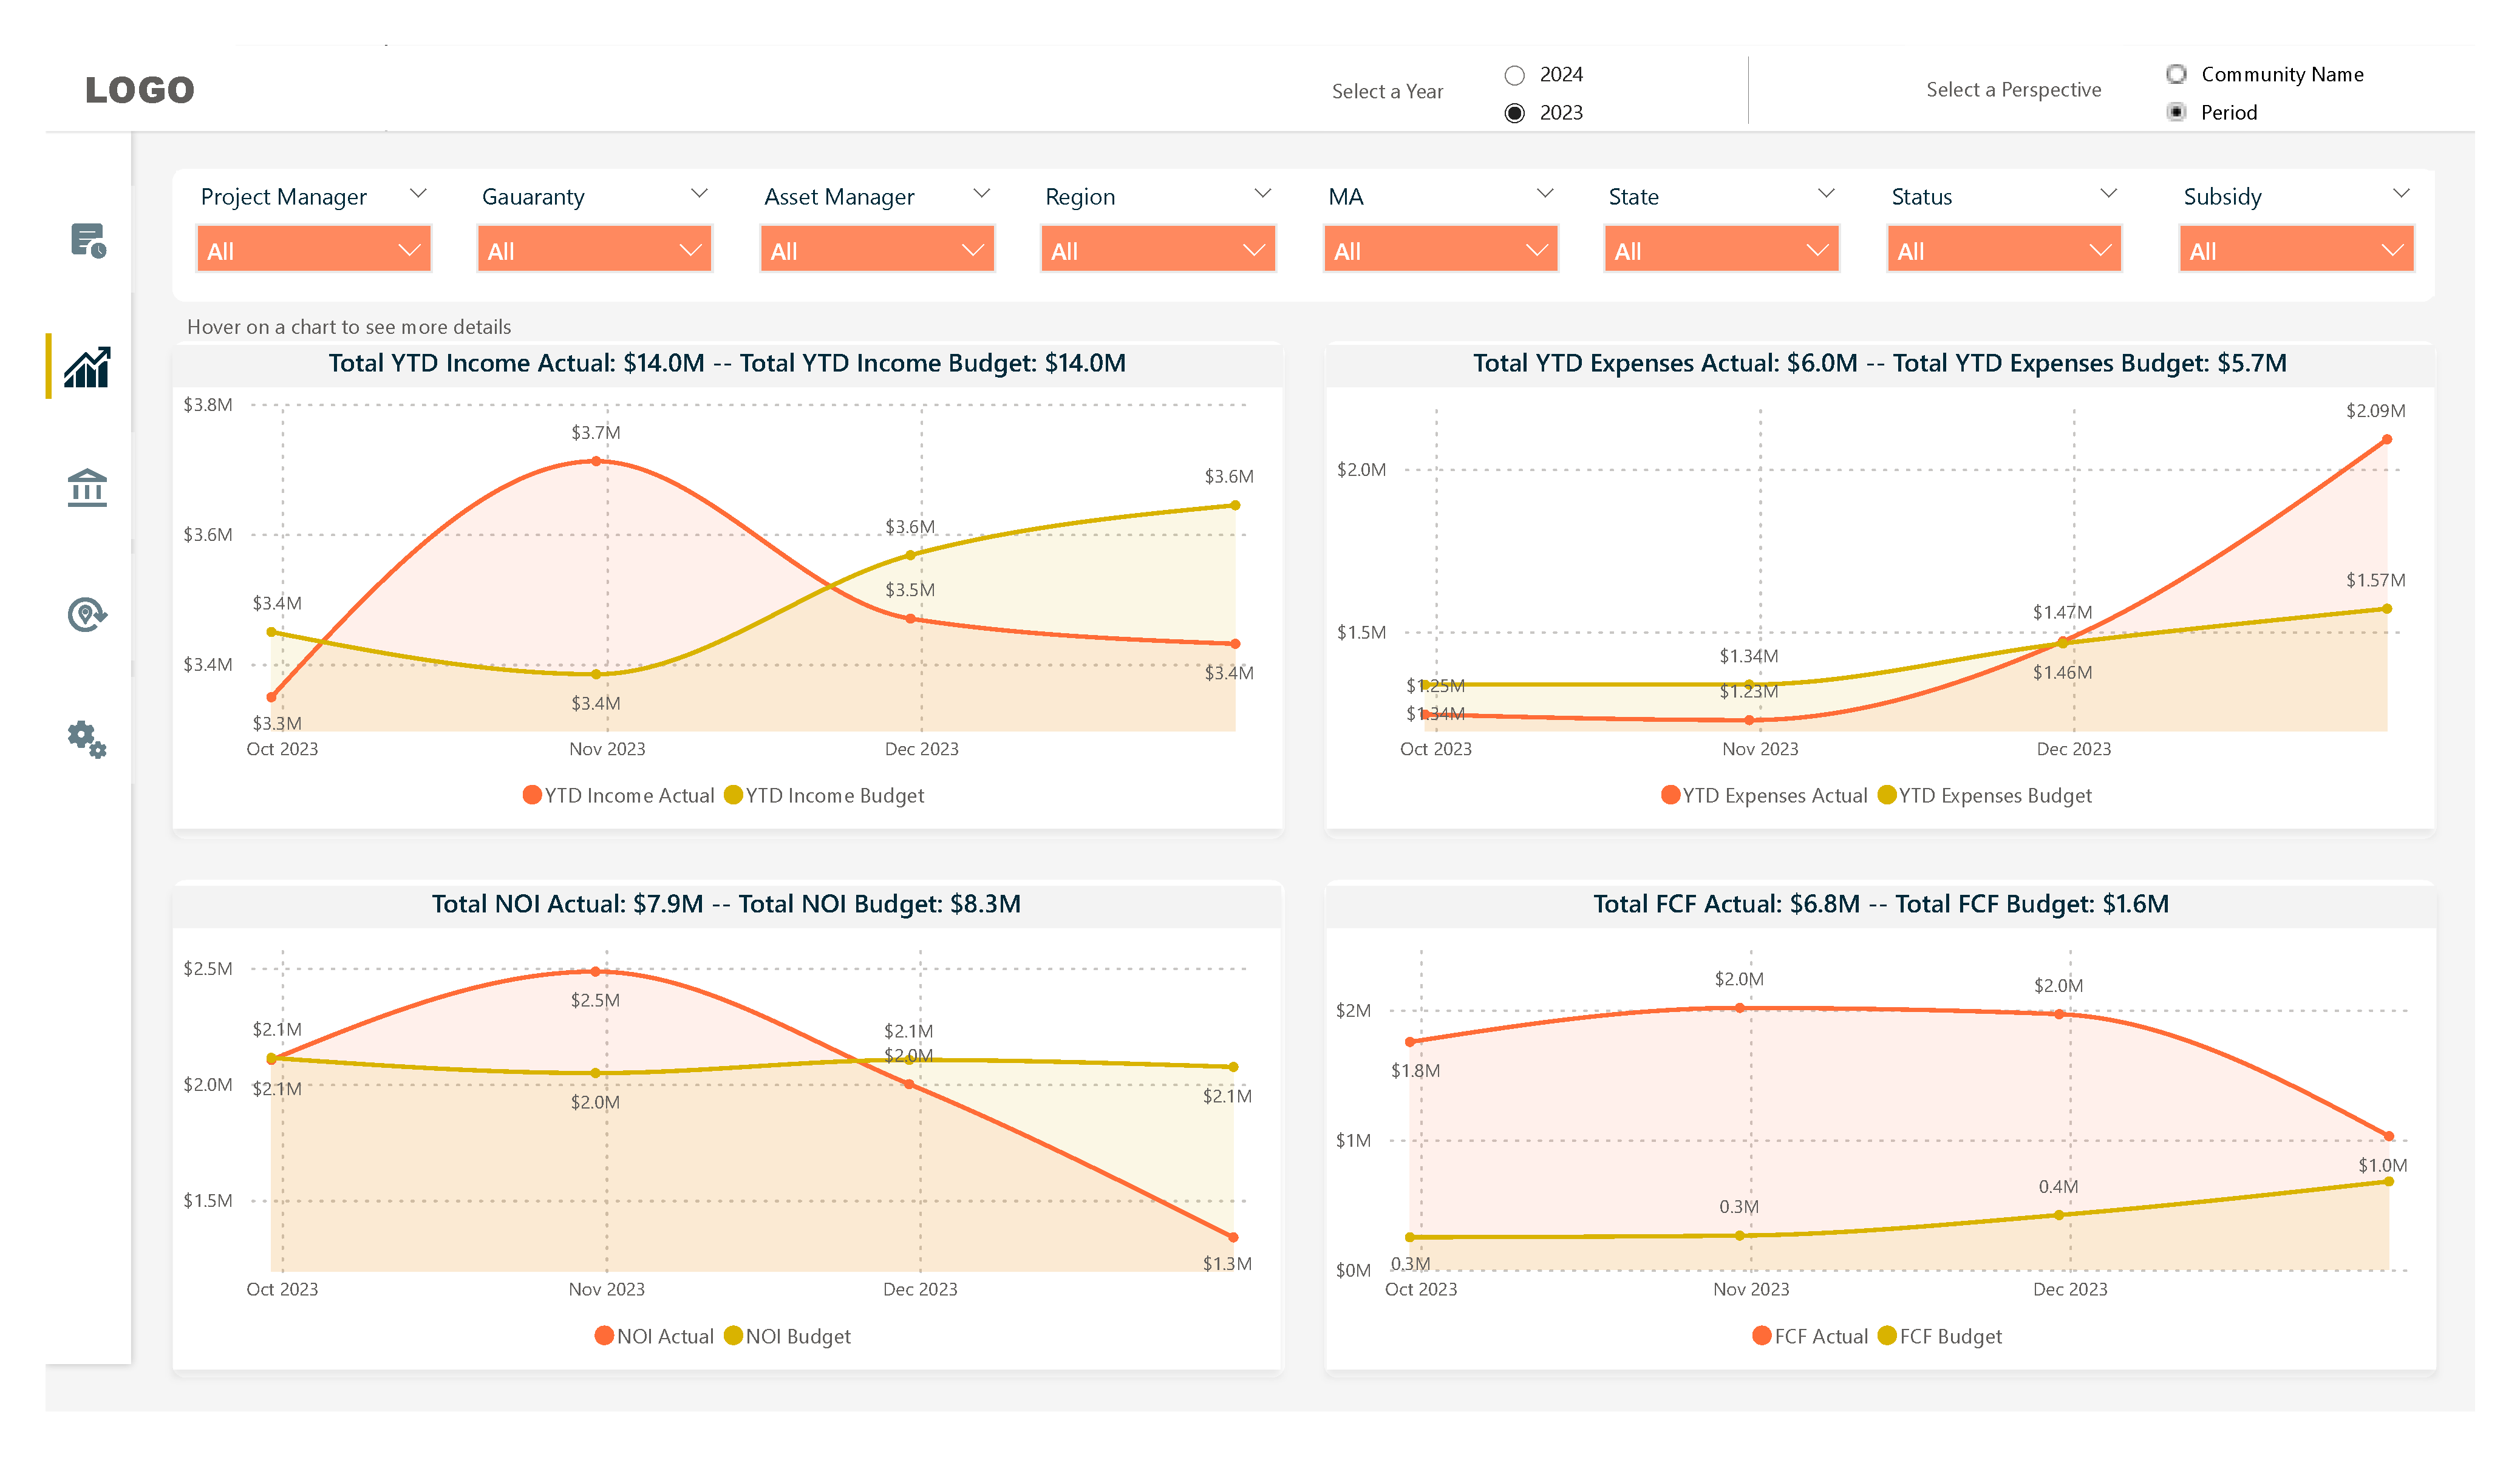 LOGO
Select a Year
2024
2023
Select a Perspective
Community Name
Period
Project Manager
Gauaranty
Asset Manager
Region
MA
State
Status
Subsidy
All
All
All
All
All
All
All
All
Hover on a chart to see more details
Total YTD Income Actual: $14.0M -- Total YTD Income Budget: $14.0M
$3.8M
$3.6M
$3.4M
$3.4M
$3.3M
$3.7M
$3.4M
$3.6M
$3.5M
$3.6M
$3.4M
Oct 2023
Nov 2023
Dec 2023
YTD Income Actual
YTD Income Budget
Total YTD Expenses Actual: $6.0M -- Total YTD Expenses Budget: $5.7M
$2.0M
$1.5M
$1.25M
$1.34M
$1.34M
$1.23M
$1.47M
$1.46M
$2.09M
$1.57M
Oct 2023
Nov 2023
Dec 2023
YTD Expenses Actual
YTD Expenses Budget
Total NOI Actual: $7.9M -- Total NOI Budget: $8.3M
$2.5M
$2.0M
$1.5M
$2.1M
$2.1M
$2.5M
$2.0M
$2.1M
$2.0M
$2.1M
$1.3M
Oct 2023
Nov 2023
Dec 2023
NOI Actual
NOI Budget
Total FCF Actual: $6.8M -- Total FCF Budget: $1.6M
$2M
$1M
$0M
$1.8M
0.3M
$2.0M
0.3M
$2.0M
0.4M
$1.0M
Oct 2023
Nov 2023
Dec 2023
FCF Actual
FCF Budget